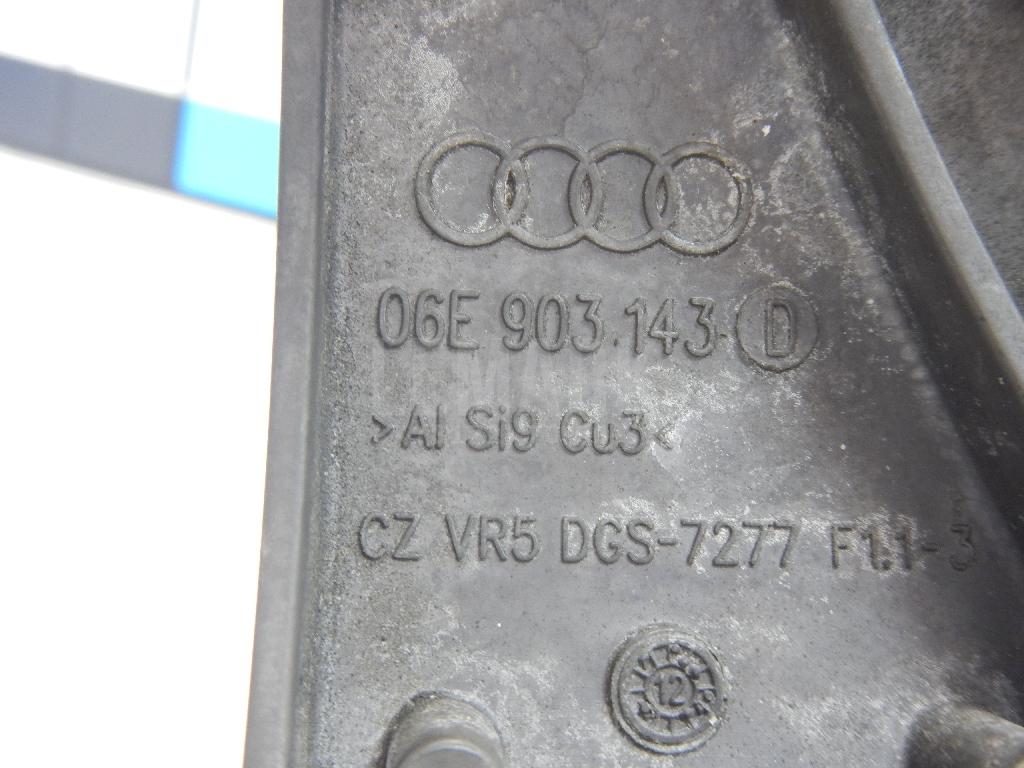 06E 903.143. D
>Al Si9 Cu3<
CZ VR5 DGS-7277 F1.1-3
12